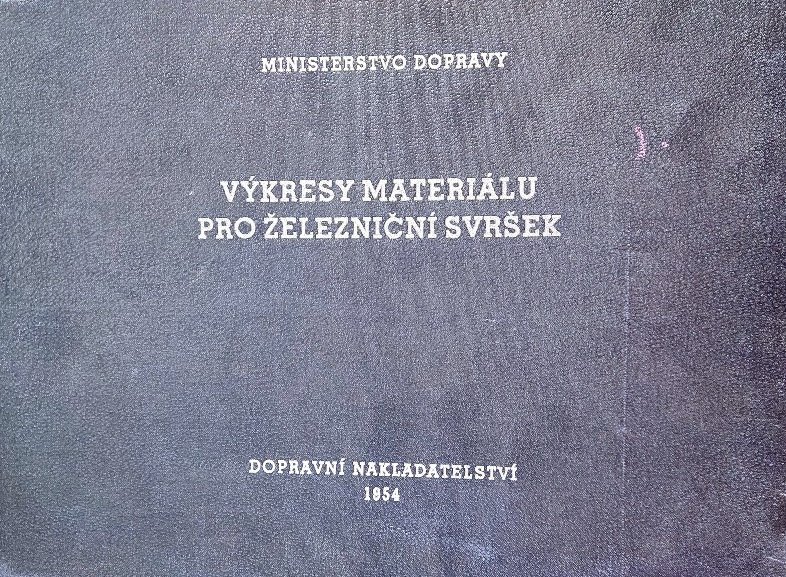 MINISTERSTVO DOPRAVY
VÝKRESY MATERIÁLU
PRO ŽELEZNIČNÍ SVRŠEK
DOPRAVNÍ NAKLADATELSTVÍ
1954